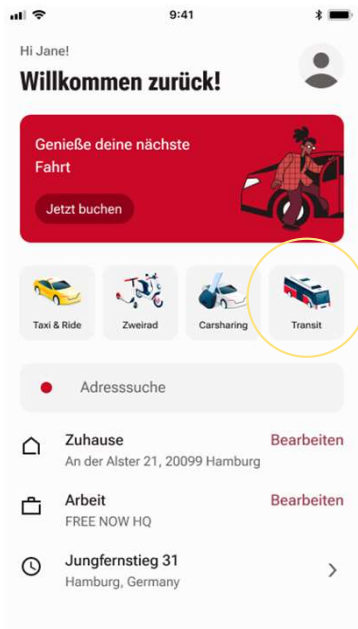 9:41
Hi Jane!
Willkommen zurück!
Genieße deine nächste
Fahrt
Jetzt buchen
Taxi & Ride
Zweirad
Carsharing
Transit
Adresssuche
Zuhause
Bearbeiten
An der Alster 21, 20099 Hamburg
Arbeit
Bearbeiten
FREE NOW HQ
Jungfernstieg 31
Hamburg, Germany